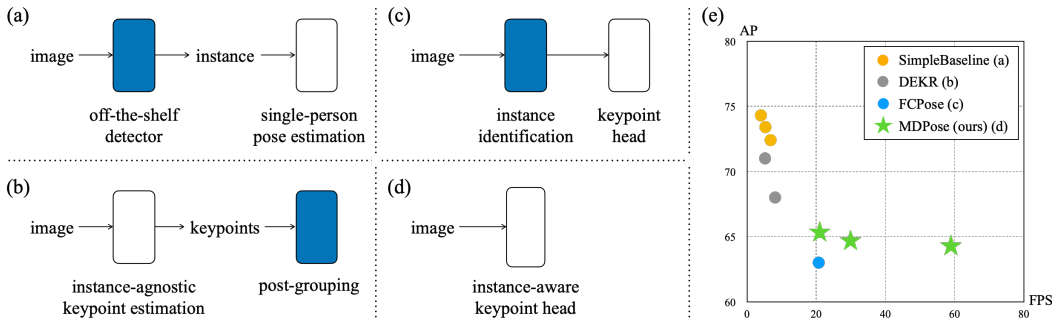 (a)
image
instance
off-the-shelf
detector
single-person
pose estimation
(b)
image
keypoints
instance-agnostic
keypoint estimation
post-grouping
(c)
image
instance
identification
keypoint
head
(d)
image
instance-aware
keypoint head
(e)
AP
80
75
70
65
60
0
20
40
60
80
FPS
SimpleBaseline (a)
DEKR (b)
FCPose (c)
MDPose (ours) (d)